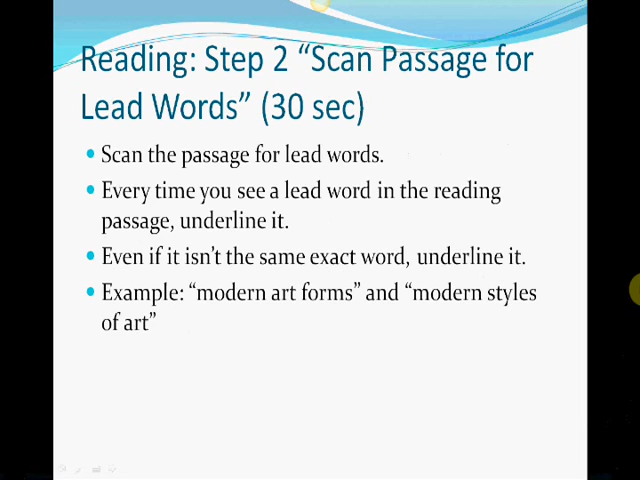 Reading: Step 2 “Scan Passage for
Lead Words” (30 sec)
Scan the passage for lead words.
Every time you see a lead word in the reading
passage, underline it.
Even if it isn’t the same exact word, underline it.
Example: “modern art forms” and “modern styles
of art”